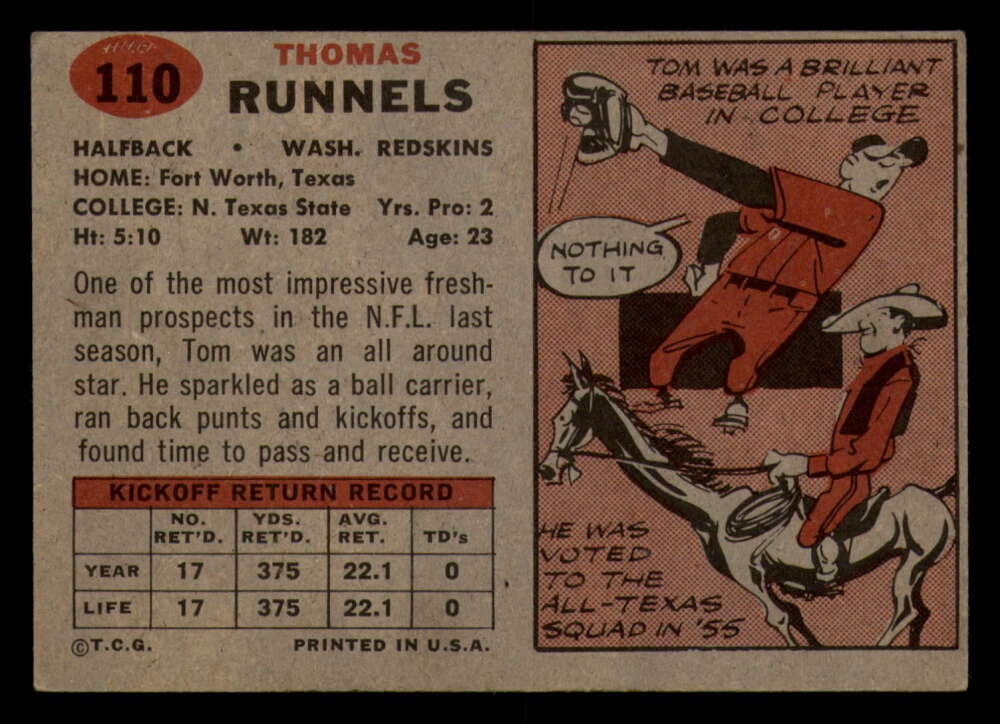 110
THOMAS
RUNNELS
HALFBACK • WASH. REDSKINS
HOME: Fort Worth, Texas
COLLEGE: N. Texas State Yrs. Pro: 2
Ht: 5:10 Wt: 182 Age: 23
One of the most impressive fresh-
man prospects in the N.F.L. last
season, Tom was an all around
star. He sparkled as a ball carrier,
ran back punts and kickoffs, and
found time to pass and receive.
KICKOFF RETURN RECORD
NO. RET'D. YDS. RET'D. AVG. RET. TD's
YEAR 17 375 22.1 0
LIFE 17 375 22.1 0
©T.C.G. PRINTED IN U.S.A.
TOM WAS A BRILLIANT
BASEBALL PLAYER
IN COLLEGE
NOTHING
TO IT
HE WAS
VOTED
TO THE
ALL-TEXAS
SQUAD IN '55